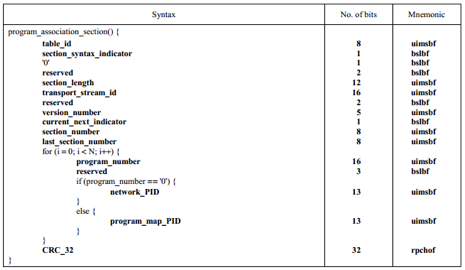 Syntax No. of bits Mnemonic
program_association_section() {
table_id 8 uimsbf
section_syntax_indicator 1 bslbf
'0' 1 bslbf
reserved 2 bslbf
section_length 12 uimsbf
transport_stream_id 16 uimsbf
reserved 2 bslbf
version_number 5 uimsbf
current_next_indicator 1 bslbf
section_number 8 uimsbf
last_section_number 8 uimsbf
for (i = 0; i < N; i++) {
program_number 16 uimsbf
reserved 3 bslbf
if (program_number == '0') {
network_PID 13 uimsbf
}
else {
program_map_PID 13 uimsbf
}
}
CRC_32 32 rpchof
}